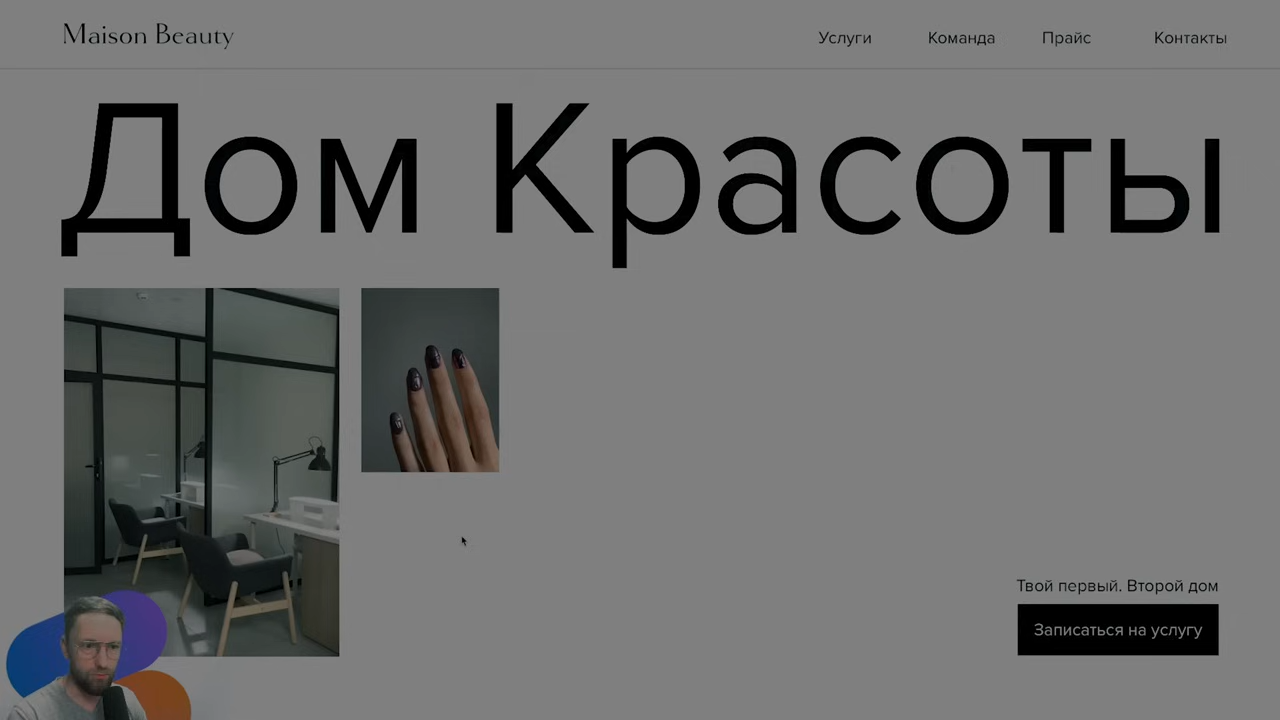 Maison Beauty Услуги Команда Прайс Контакты
Дом Красоты
Твой первый. Второй дом
Записаться на услугу